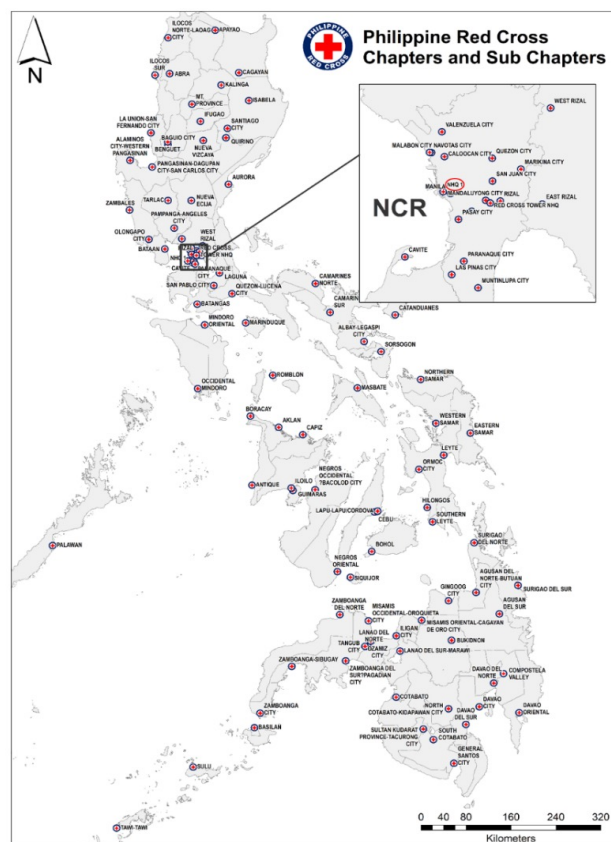 Philippine Red Cross
Chapters and Sub Chapters
PHILIPPINE
RED CROSS
N
ILOCOS
NORTE-LAOAG
CITY
APAYAO
ILOCOS
SUR
ABRA
CAGAYAN
KALINGA
MT.
PROVINCE
ISABELA
IFUGAO
LA UNION-SAN
FERNANDO CITY
SANTIAGO
CITY
BAGUIO CITY
BENGUET
QUIRINO
ALAMINOS
CITY-WESTERN
PANGASINAN
NUEVA
VIZCAYA
PANGASINAN-DAGUPAN
CITY-SAN CARLOS CITY
AURORA
TARLAC
NUEVA
ECIJA
ZAMBALES
PAMPANGA-ANGELES
CITY
OLONGAPO
CITY
WEST
RIZAL
BATAAN
NHQ
CAVITE
PARANAQUE
CITY
LAGUNA
SAN PABLO CITY
QUEZON-LUCENA
CITY
BATANGAS
MINDORO
ORIENTAL
MARINDUQUE
CAMARINES
NORTE
CAMARIN
SUR
CATANDUANES
ALBAY-LEGASPI
CITY
SORSOGON
WEST RIZAL
VALENZUELA CITY
MALABON CITY
NAVOTAS CITY
CALOOCAN CITY
QUEZON CITY
MARIKINA CITY
SAN JUAN CITY
MANILA
NHQ 1
MANDALUYONG CITY
RIZAL
RED CROSS TOWER NHQ
EAST RIZAL
NCR
PASAY CITY
CAVITE
PARANAQUE CITY
LAS PINAS CITY
MUNTINLUPA CITY
ROMBLON
OCCIDENTAL
MINDORO
MASBATE
NORTHERN
SAMAR
BORACAY
AKLAN
CAPIZ
WESTERN
SAMAR
EASTERN
SAMAR
LEYTE
ORMOC
CITY
ANTIQUE
ILOILO
GUIMARAS
NEGROS
OCCIDENTAL
?BACOLOD CITY
LAPU-LAPU/CORDOVA
CEBU
HILONGOS
SOUTHERN
LEYTE
PALAWAN
BOHOL
SURIGAO
DEL NORTE
NEGROS
ORIENTAL
SIQUIJOR
AGUSAN DEL
NORTE-BUTUAN
CITY
GINGOOG
CITY
SURIGAO DEL SUR
ZAMBOANGA
DEL NORTE
MISAMIS
OCCIDENTAL-OROQUIETA
CITY
AGUSAN
DEL SUR
MISAMIS ORIENTAL-CAGAYAN
DE ORO CITY
LANAO DEL
NORTE
ILIGAN
CITY
BUKIDNON
TANGUB
CITY
OZAMIZ
CITY
LANAO DEL SUR-MARAWI
ZAMBOANGA-SIBUGAY
ZAMBOANGA DEL
SUR?PAGADIAN
CITY
DAVAO DEL
NORTE
COMPOSTELA
VALLEY
COTABATO
ZAMBOANGA
CITY
NORTH
COTABATO-KIDAPAWAN CITY
DAVAO
CITY
DAVAO
DEL SUR
DAVAO
ORIENTAL
BASILAN
SULTAN KUDARAT
PROVINCE-TACURONG CITY
SOUTH
COTABATO
GENERAL
SANTOS
CITY
SULU
TAWI-TAWI
0 40 80 160 240 320
Kilometers